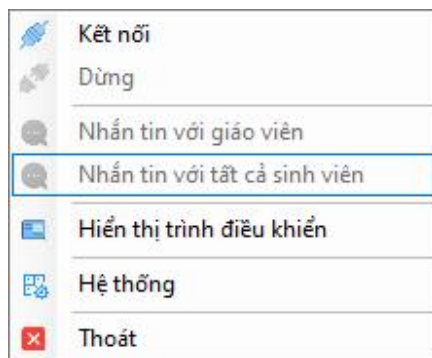 Kết nối
Dừng
Nhắn tin với giáo viên
Nhắn tin với tất cả sinh viên
Hiển thị trình điều khiển
Hệ thống
Thoát